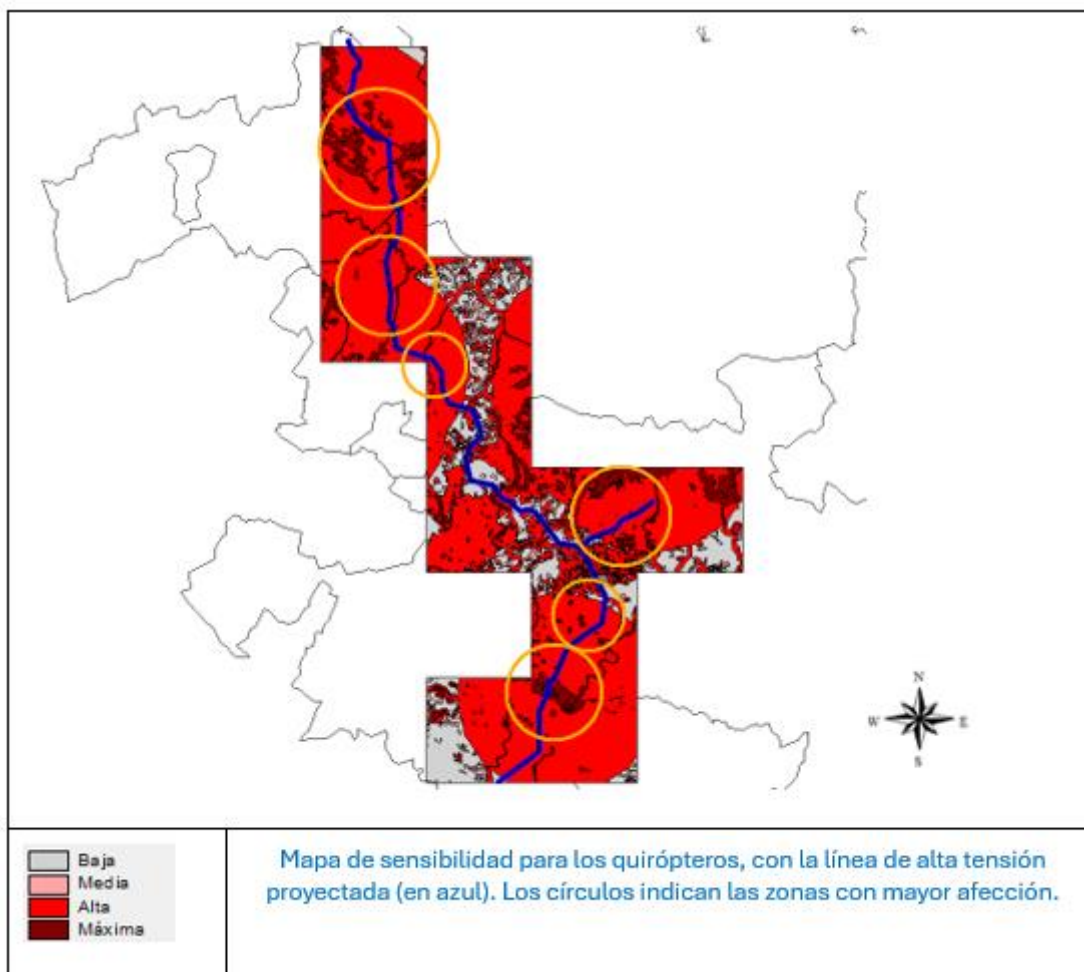 N
W E
S
Baja
Media
Alta
Máxima
Mapa de sensibilidad para los quirópteros, con la línea de alta tensión
proyectada (en azul). Los círculos indican las zonas con mayor afección.